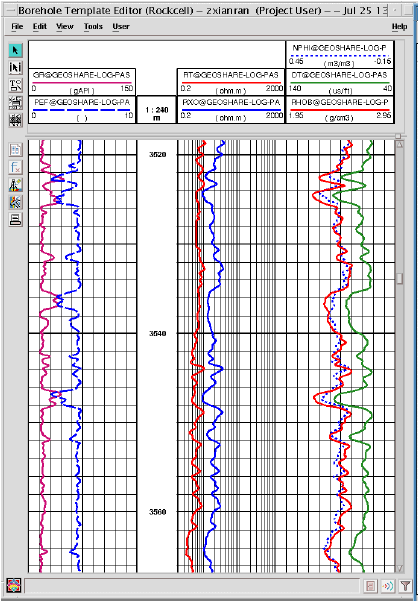 Borehole Template Editor (Rockcell) – zxianran (Project User) – – Jul 25 13
File Edit View Tools User Help
NPHI@GEOSHARE-LOG-P
0.45 (m3/m3) -0.15
GR@GEOSHARE-LOG-PAS RT@GEOSHARE-LOG-PAS DT@GEOSHARE-LOG-PAS
0 (gAPI) 150 0.2 (ohm.m) 2000 140 (us/ft) 40
PEF@GEOSHARE-LOG-PA 1 : 240 RXO@GEOSHARE-LOG-PA RHOB@GEOSHARE-LOG-P
0 ( ) 10 m 0.2 (ohm.m) 2000 1.95 (g/cm3) 2.95
3520
3540
3560